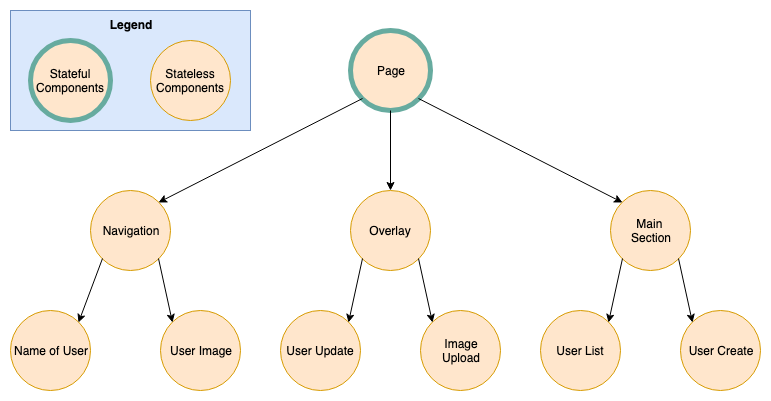 Legend
Stateful
Components
Stateless
Components
Page
Navigation
Overlay
Main
Section
Name of User
User Image
User Update
Image
Upload
User List
User Create